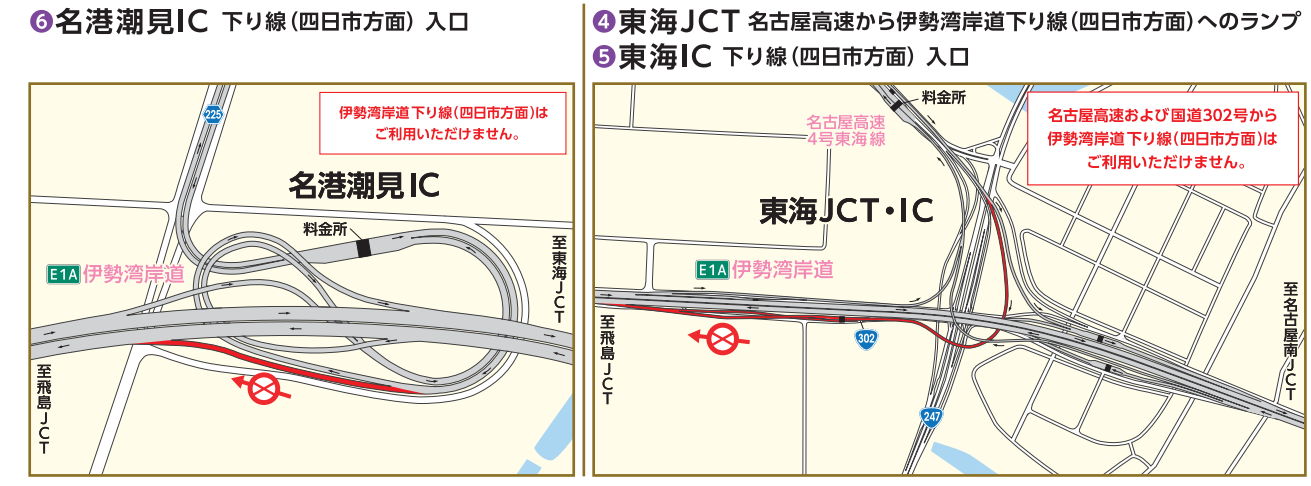 ❻名港潮見IC 下り線(四日市方面) 入口
225
伊勢湾岸道下り線(四日市方面)は
ご利用いただけません。
名港潮見IC
料金所
至東海JCT
E1A 伊勢湾岸道
至飛島JCT
❹東海JCT 名古屋高速から伊勢湾岸道下り線(四日市方面)へのランプ
❺東海IC 下り線(四日市方面) 入口
料金所
名古屋高速
4号東海線
名古屋高速および国道302号から
伊勢湾岸道下り線(四日市方面)は
ご利用いただけません。
東海JCT・IC
E1A 伊勢湾岸道
至名古屋南JCT
至飛島JCT
302
247